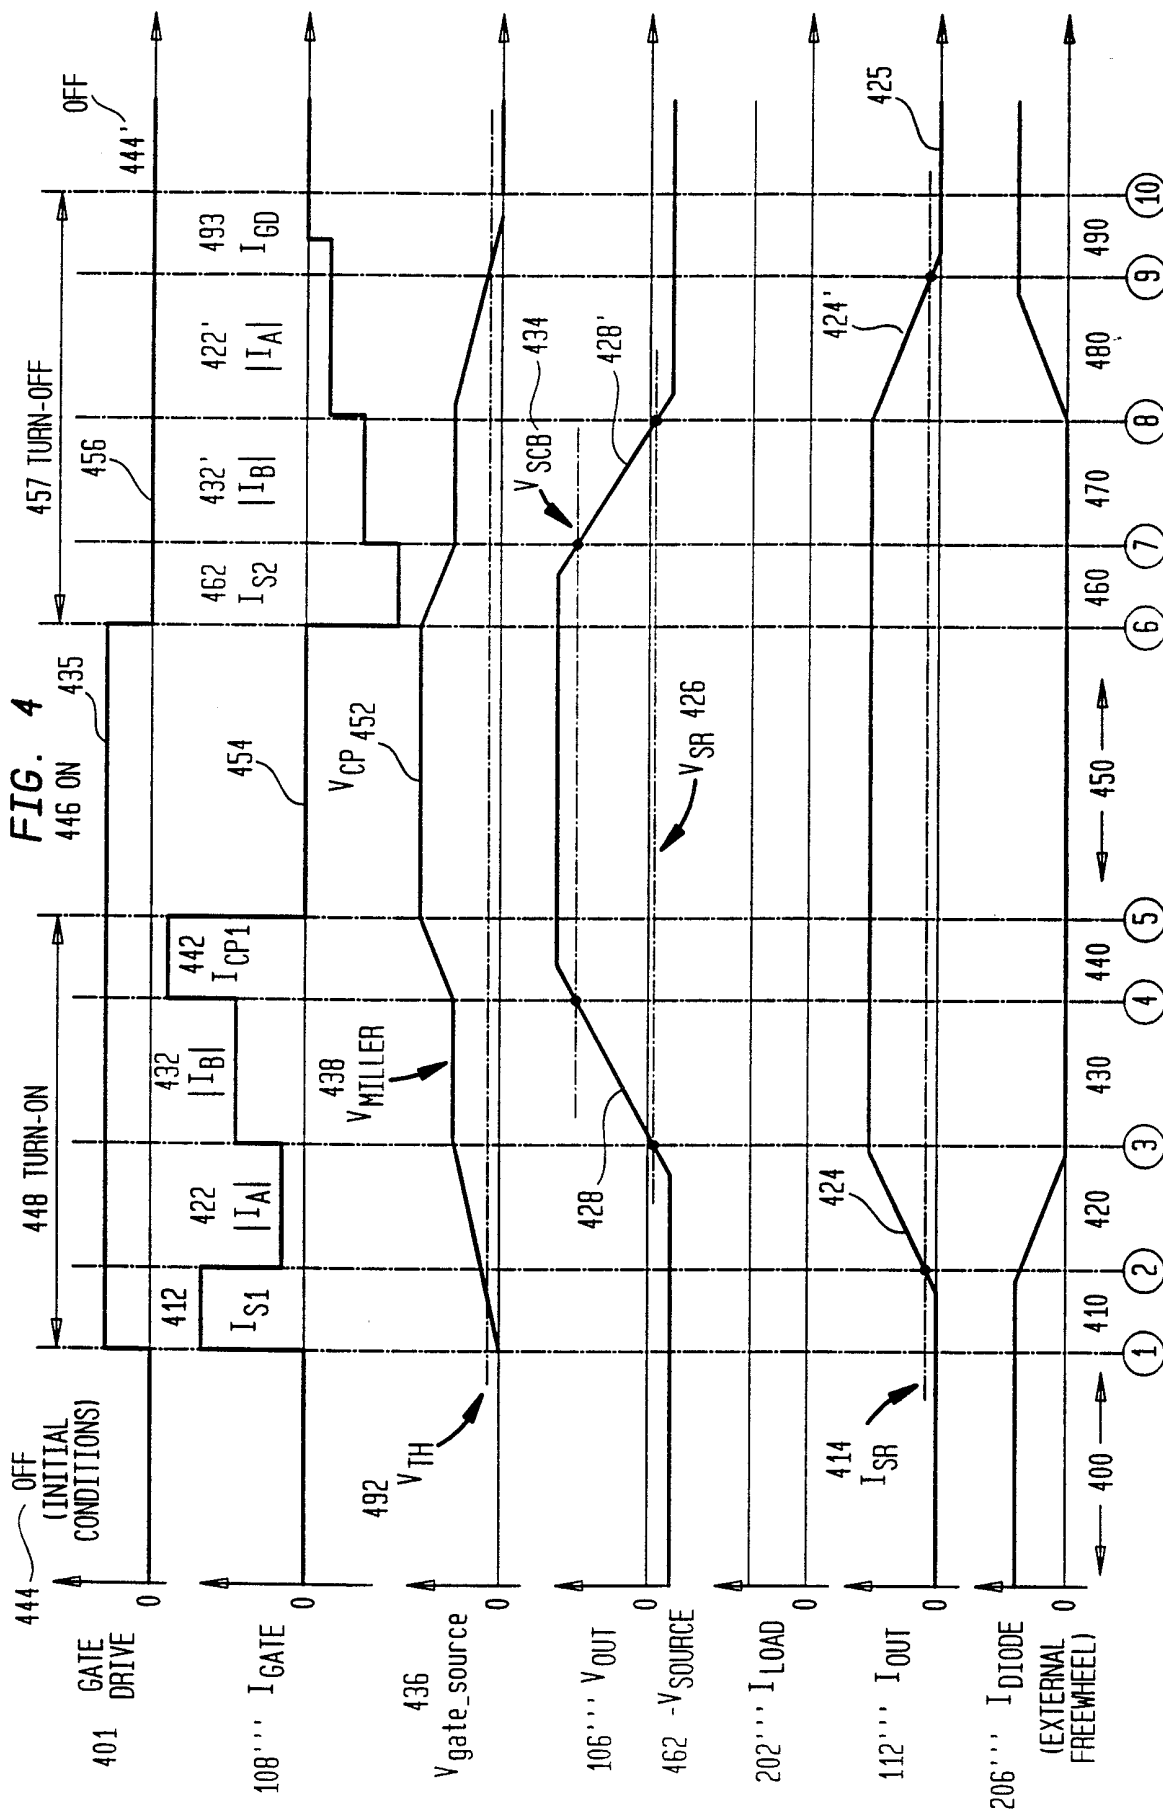 FIG. 4
444 OFF
(INITIAL
CONDITIONS)
448 TURN-ON
446 ON
435
457 TURN-OFF
456
OFF
444'
401 GATE
DRIVE
0
412
I_S1
422
|I_A|
432
|I_B|
442
I_CP1
454
462
I_S2
432'
|I_B|
422'
|I_A|
493
I_GD
108''' I_GATE
0
492
V_TH
438
V_MILLER
V_CP 452
436
V_gate_source
0
428
V_SR 426
V_SCB 434
428'
106''' V_OUT
0
462 -V_SOURCE
202''' I_LOAD
0
414
I_SR
424
424'
425
112''' I_OUT
0
206''' I_DIODE
(EXTERNAL
FREEWHEEL)
0
400 410 420 430 440 450 460 470 480 490
1 2 3 4 5 6 7 8 9 10